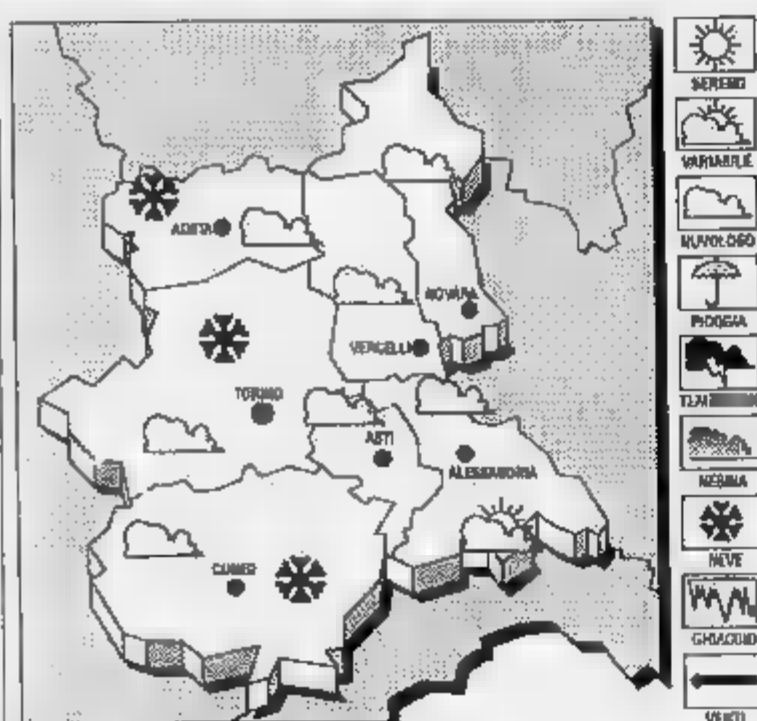 SERENO
VARIABILE
NUVOLOSO
PIOGGIA
NEBBIA
NEVE
GHIACCIO
VENTI
AOSTA
NOVARA
VERCELLI
TORINO
ASTI
ALESSANDRIA
CUNEO